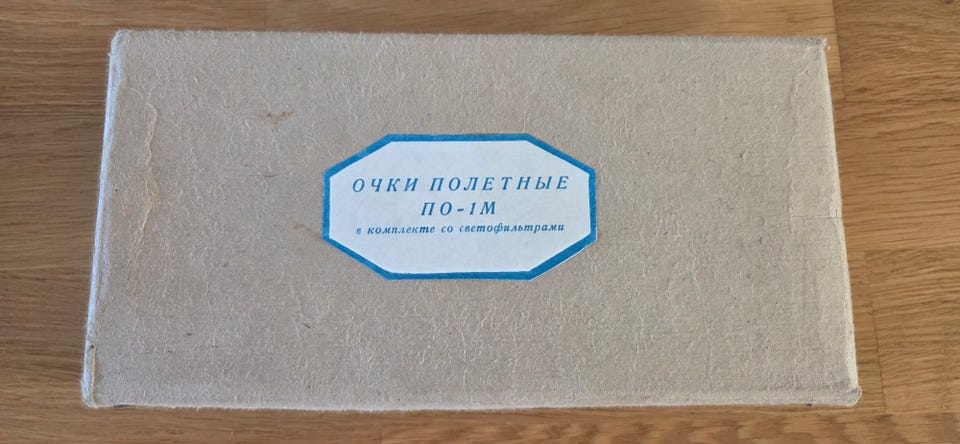 ОЧКИ ПОЛЕТНЫЕ
ПО-1М
в комплекте со светофильтрами